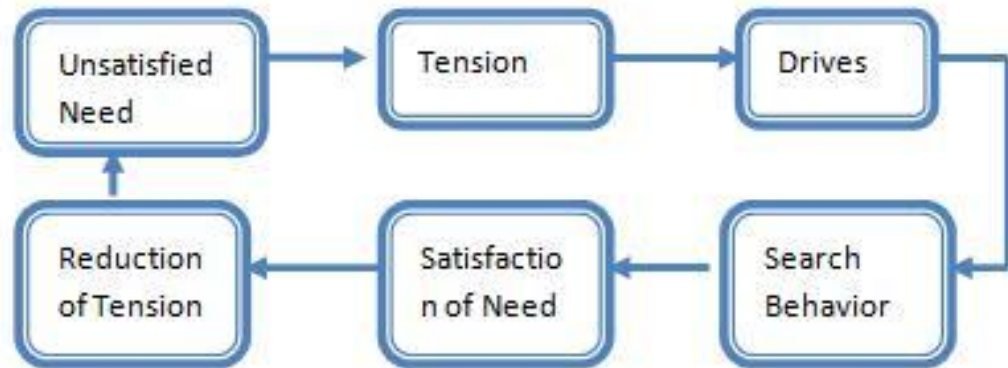 Unsatisfied
Need
Tension
Drives
Reduction
of Tension
Satisfactio
n of Need
Search
Behavior